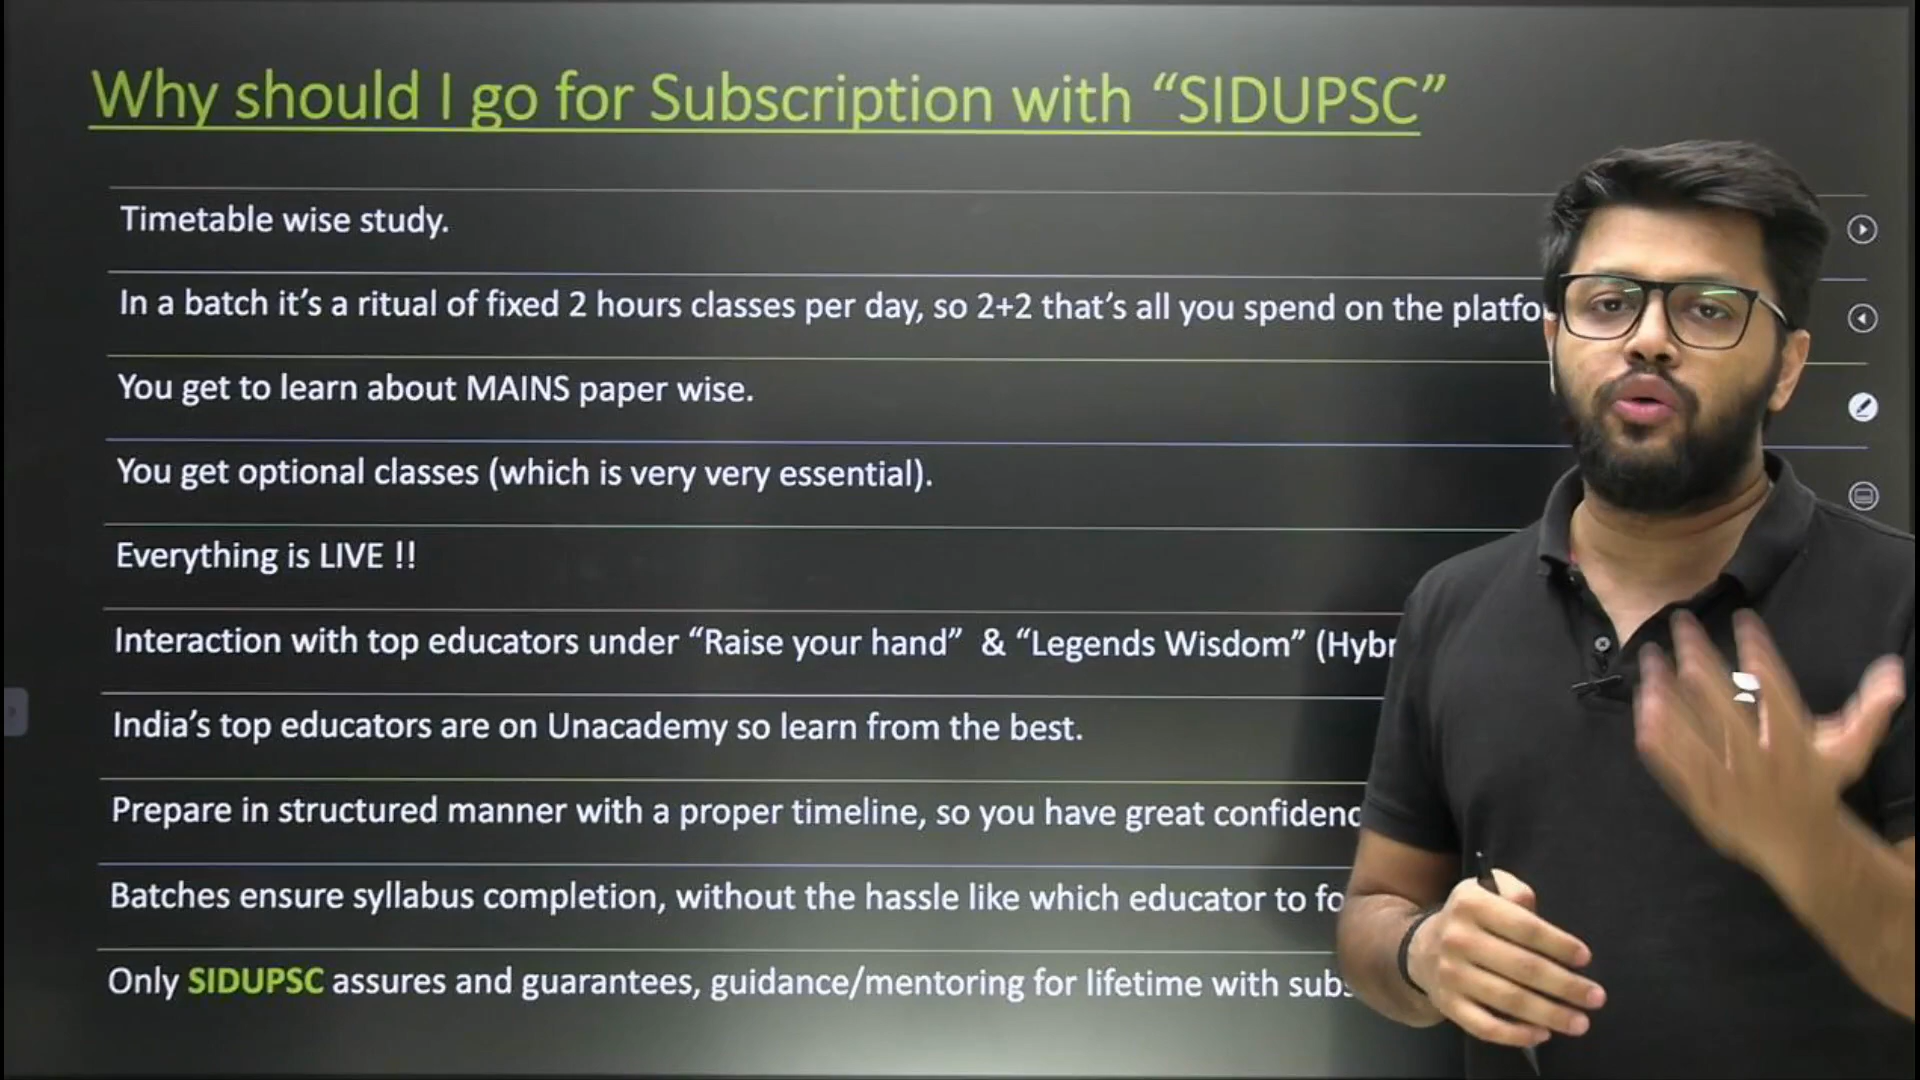 Why should I go for Subscription with “SIDUPSC”
Timetable wise study.
In a batch it’s a ritual of fixed 2 hours classes per day, so 2+2 that’s all you spend on the
You get to learn about MAINS paper wise.
You get optional classes (which is very very essential).
Everything is LIVE !!
Interaction with top educators under “Raise your hand” & “Legends Wisdom”
India’s top educators are on Unacademy so learn from the best.
Prepare in structured manner with a proper timeline, so you have great
Batches ensure syllabus completion, without the hassle like which educator to
Only SIDUPSC assures and guarantees, guidance/mentoring for lifetime with